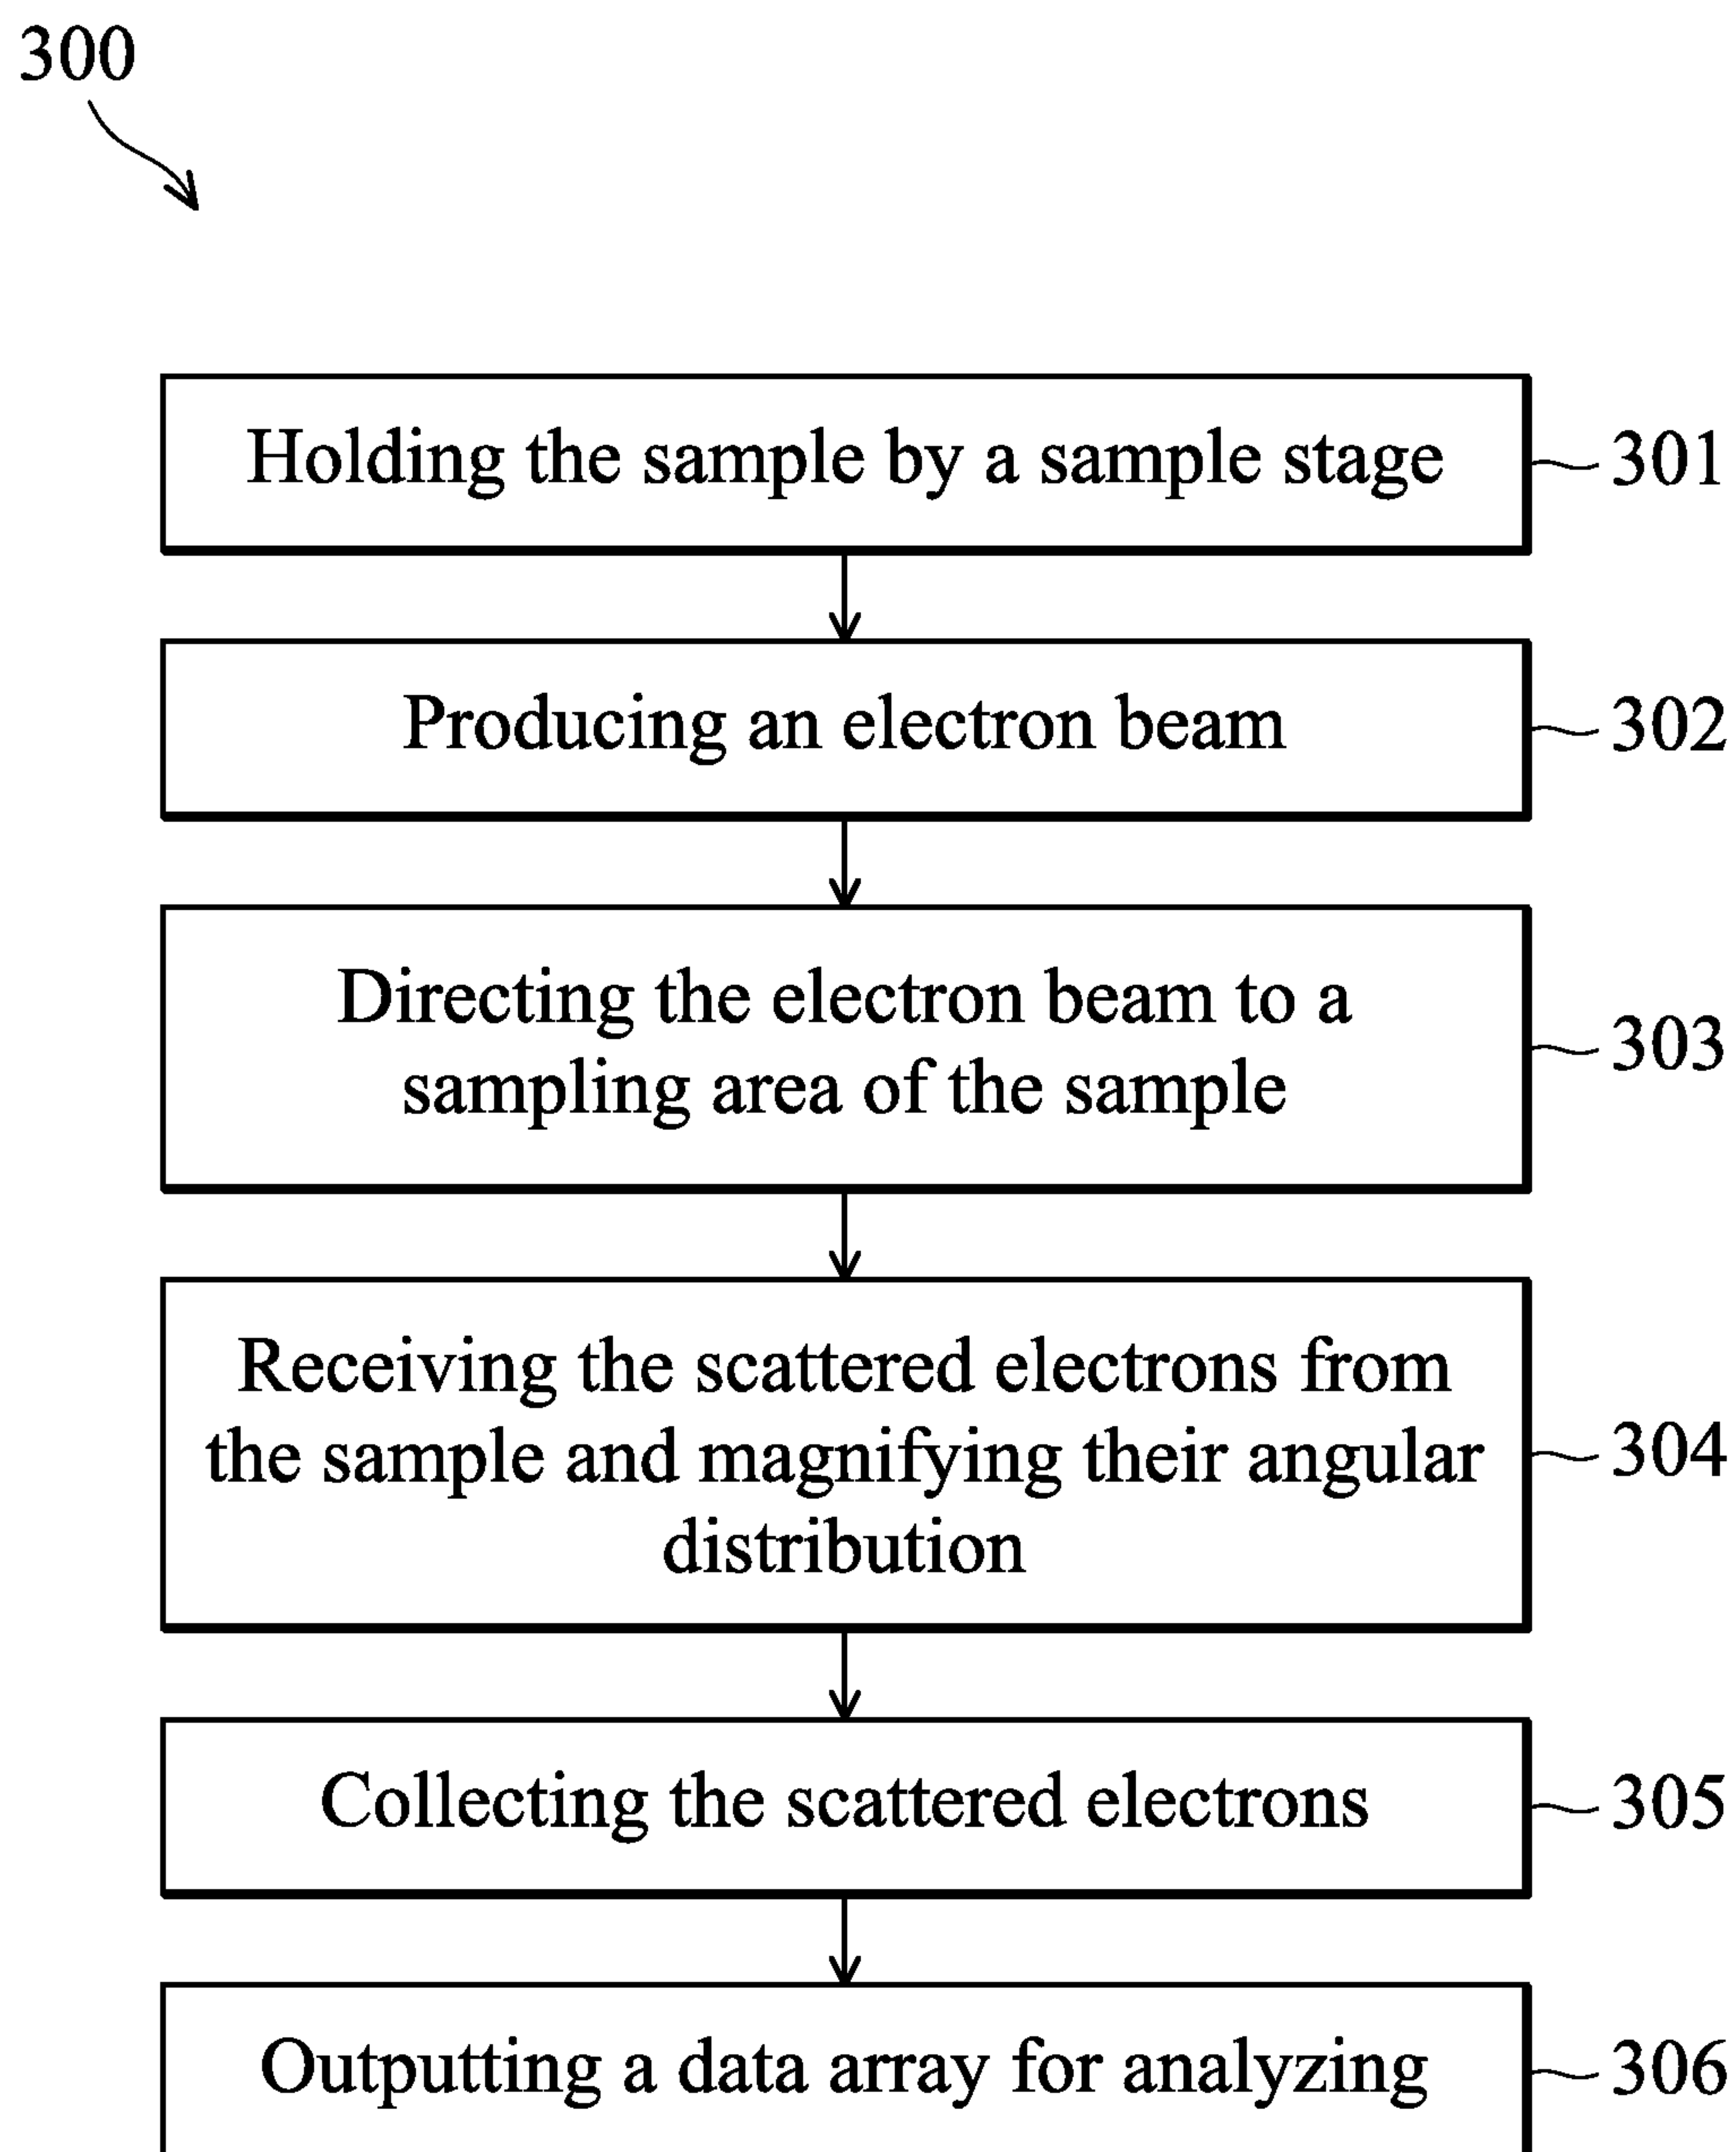 300
Holding the sample by a sample stage
301
Producing an electron beam
302
Directing the electron beam to a
sampling area of the sample
303
Receiving the scattered electrons from
the sample and magnifying their angular
distribution
304
Collecting the scattered electrons
305
Outputting a data array for analyzing
306